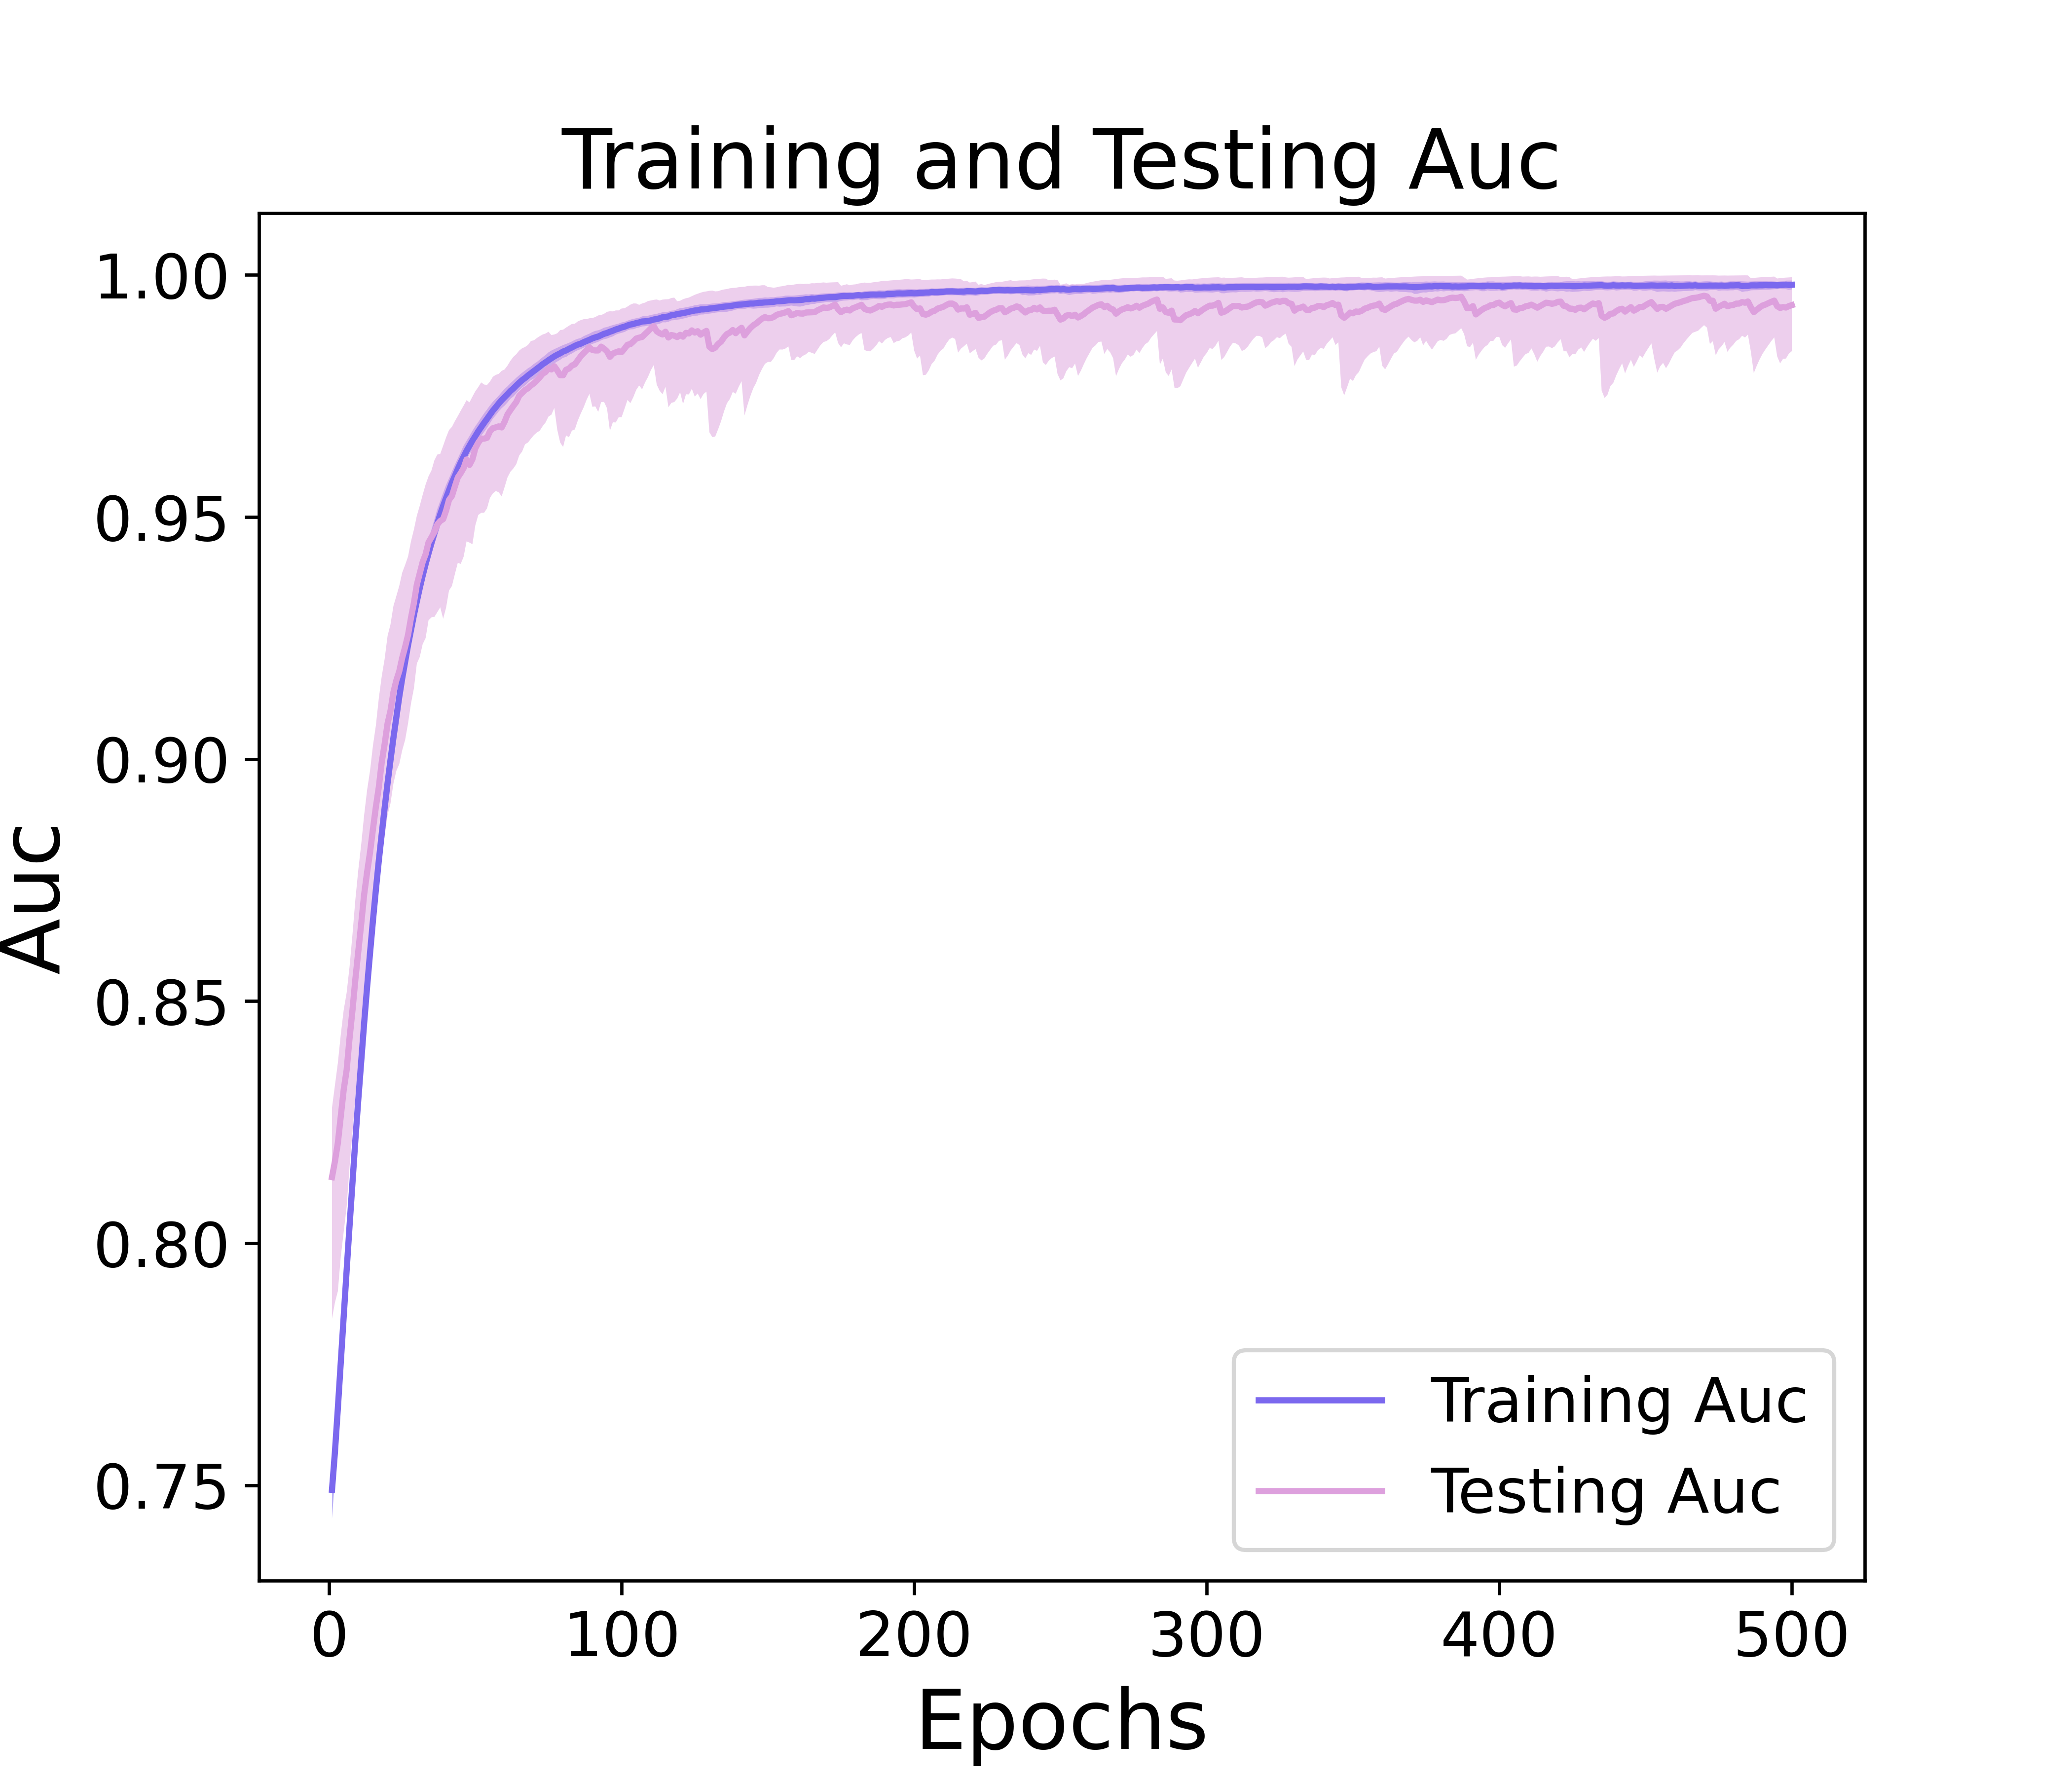 Training and Testing Auc
Auc
1.00
0.95
0.90
0.85
0.80
0.75
Training Auc
Testing Auc
0 100 200 300 400 500
Epochs